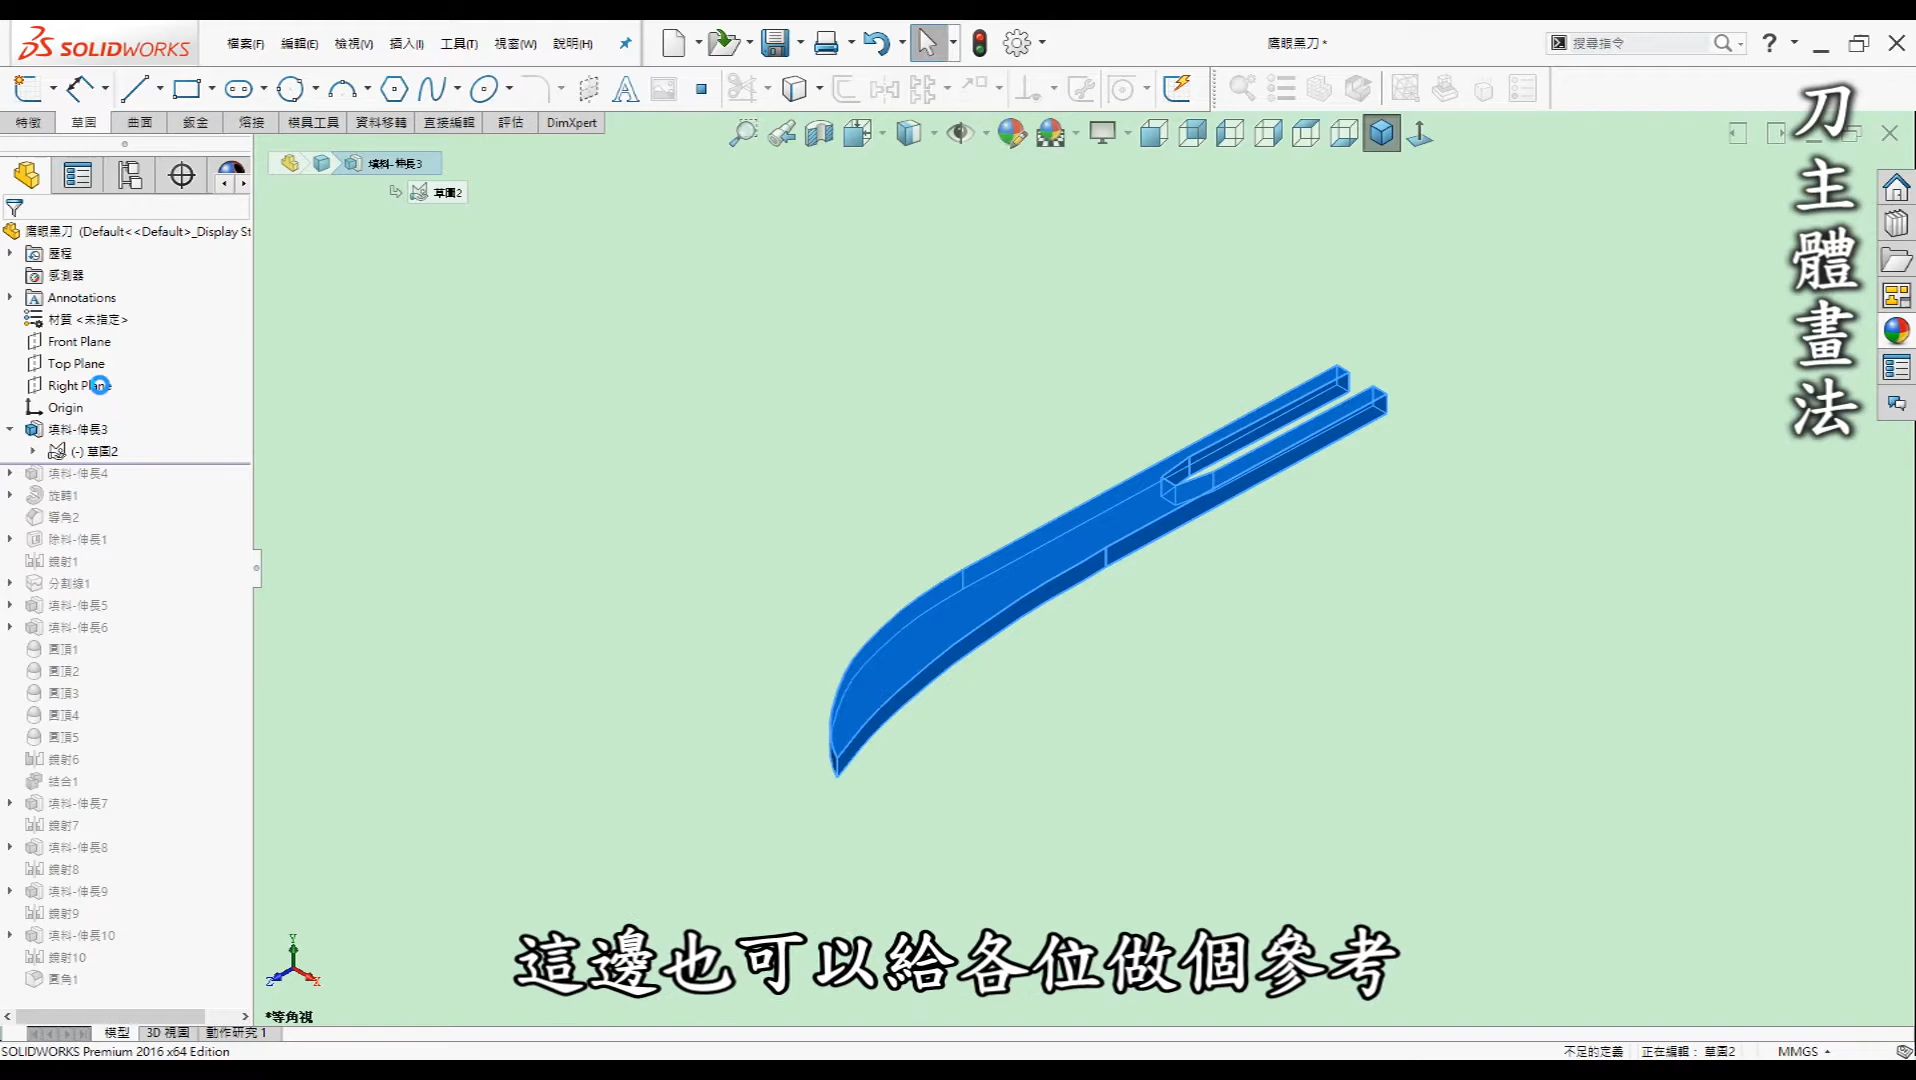 SOLIDWORKS
檔案(F) 編輯(E) 檢視(V) 插入(I) 工具(T) 視窗(W) 說明(H)
鷹眼黑刀 *
搜尋指令
特徵 草圖 曲面 鈑金 熔接 模具工具 資料移轉 直接編輯 評估 DimXpert
填料-伸長3
草圖2
鷹眼黑刀 (Default<<Default>_Display St
歷程
感測器
Annotations
材質 <未指定>
Front Plane
Top Plane
Right Plane
Origin
填料-伸長3
(-) 草圖2
填料-伸長4
旋轉1
導角2
除料-伸長1
鏡射1
分割線1
填料-伸長5
填料-伸長6
圓頂1
圓頂2
圓頂3
圓頂4
圓頂5
鏡射6
結合1
填料-伸長7
鏡射7
填料-伸長8
鏡射8
填料-伸長9
鏡射9
填料-伸長10
鏡射10
圓角1
刀主體畫法
這邊也可以給各位做個參考
Y
Z
X
*等角視
模型 3D 視圖 動作研究 1
SOLIDWORKS Premium 2016 x64 Edition
不足的定義 正在編輯： 草圖2 MMGS